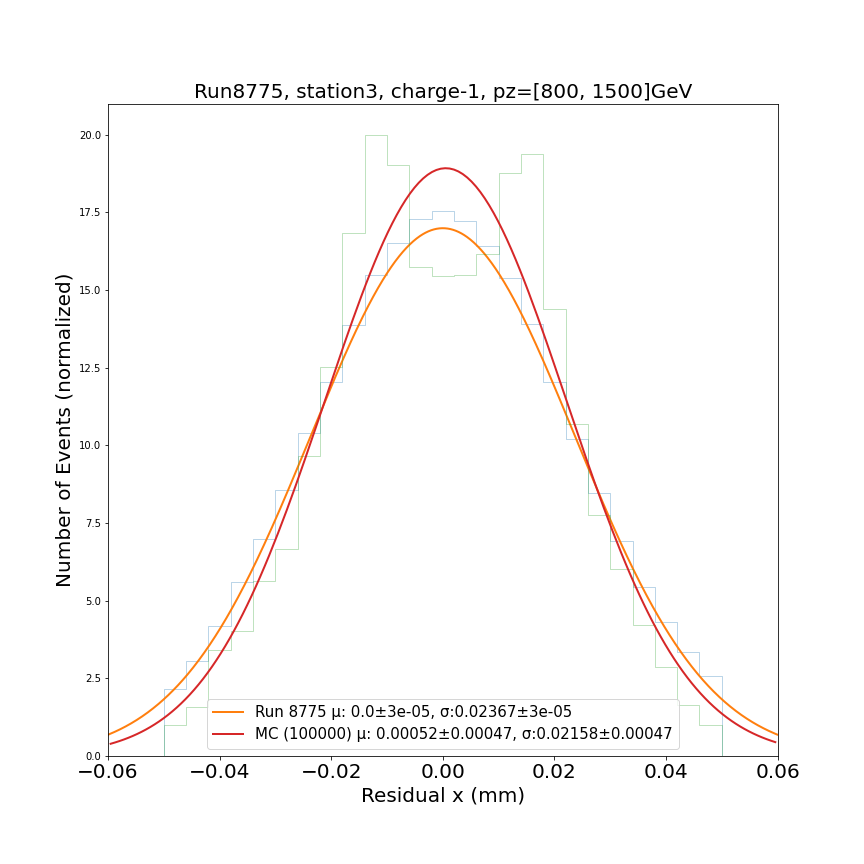 Run8775, station3, charge-1, pz=[800, 1500]GeV
Number of Events (normalized)
20.0
17.5
15.0
12.5
10.0
7.5
5.0
2.5
0.0
Run 8775 μ: 0.0±3e-05, σ:0.02367±3e-05
MC (100000) μ: 0.00052±0.00047, σ:0.02158±0.00047
−0.06 −0.04 −0.02 0.00 0.02 0.04 0.06
Residual x (mm)